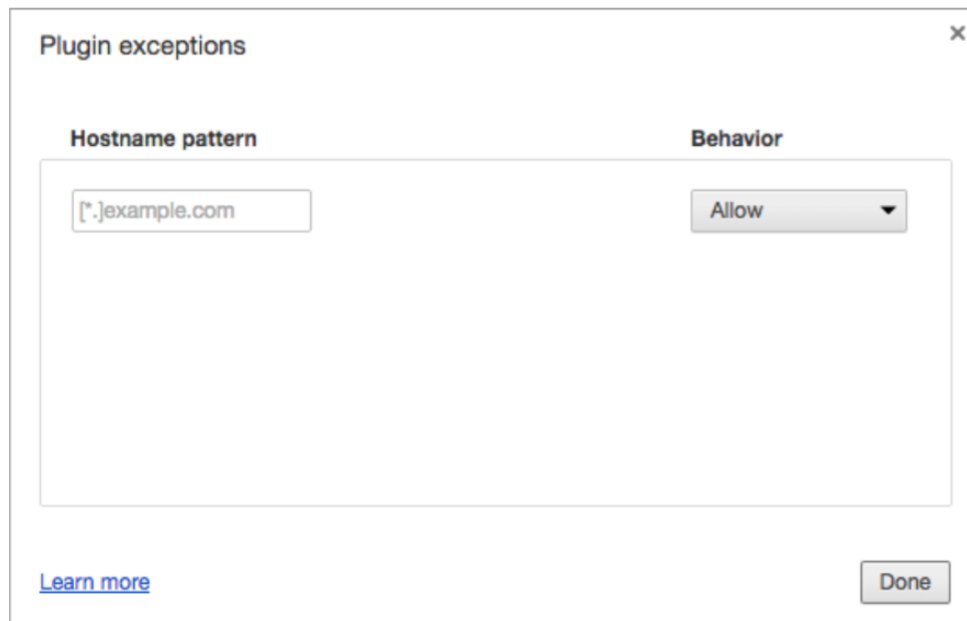 Plugin exceptions
×
Hostname pattern Behavior
[*.]example.com Allow
Learn more Done